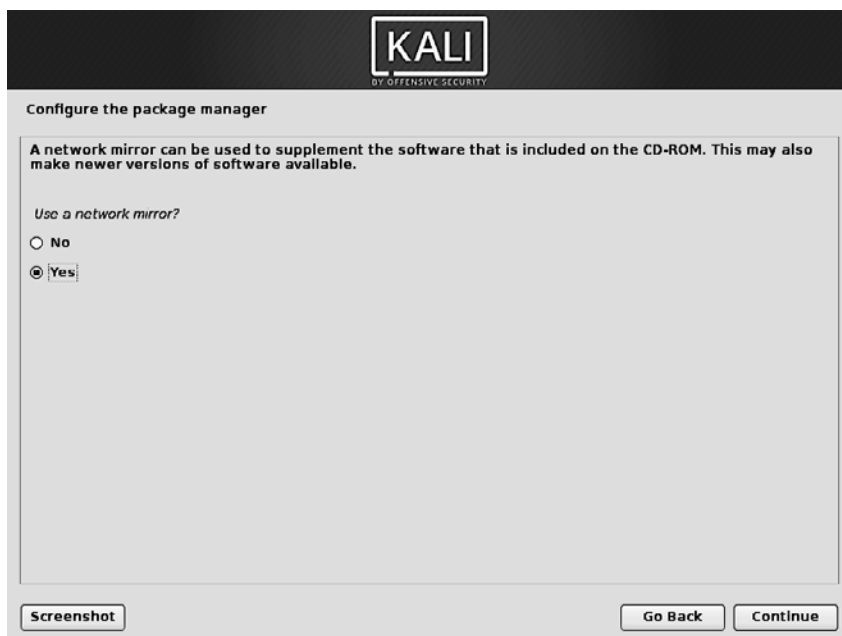 KALI
BY OFFENSIVE SECURITY
Configure the package manager
A network mirror can be used to supplement the software that is included on the CD-ROM. This may also
make newer versions of software available.
Use a network mirror?
No
Yes
Screenshot
Go Back
Continue